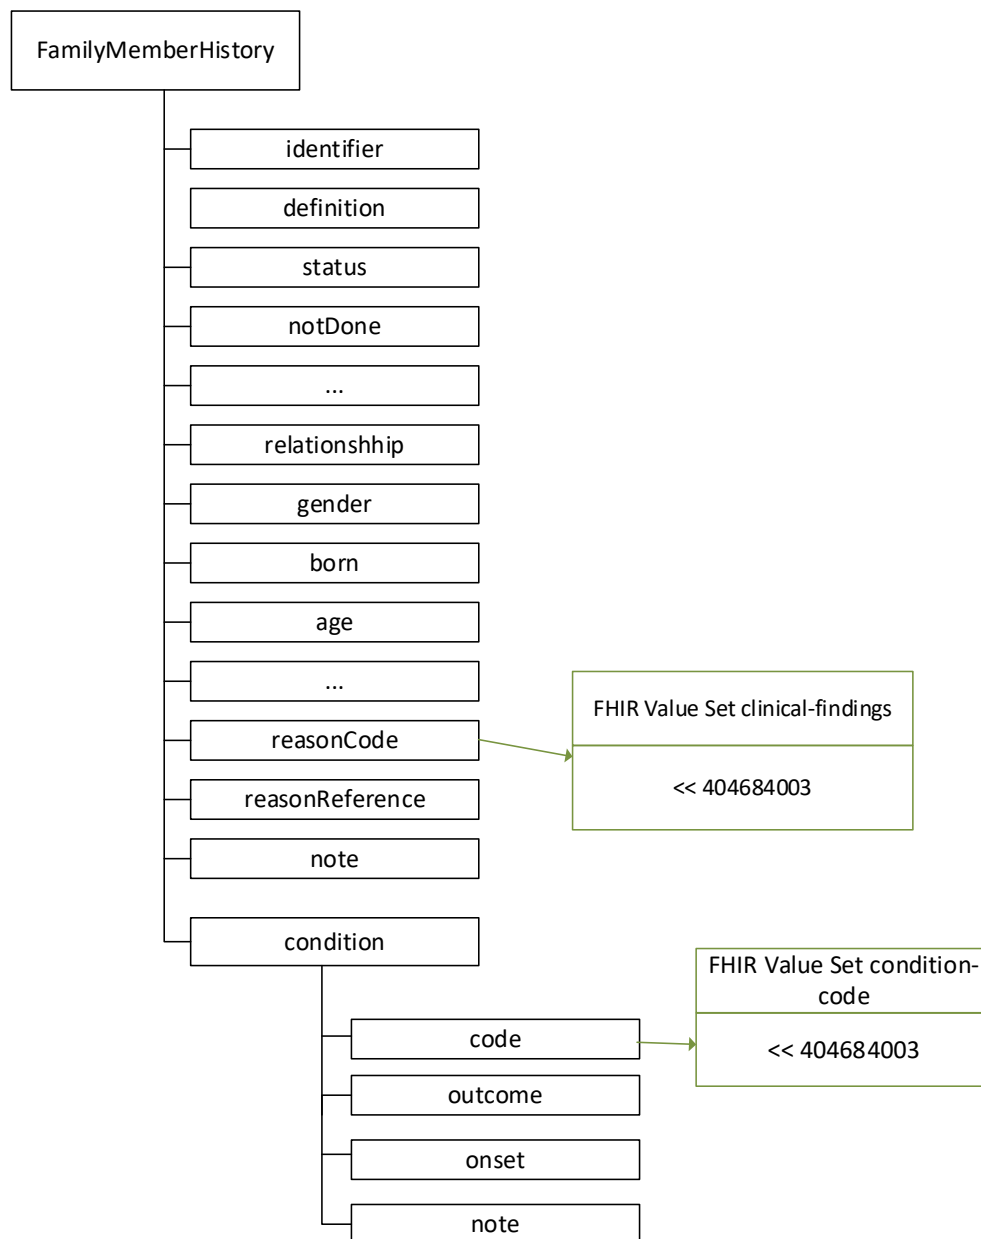 FamilyMemberHistory
identifier
definition
status
notDone
...
relationshhip
gender
born
age
...
reasonCode
FHIR Value Set clinical-findings
<< 404684003
reasonReference
note
condition
FHIR Value Set condition-
code
<< 404684003
code
outcome
onset
note